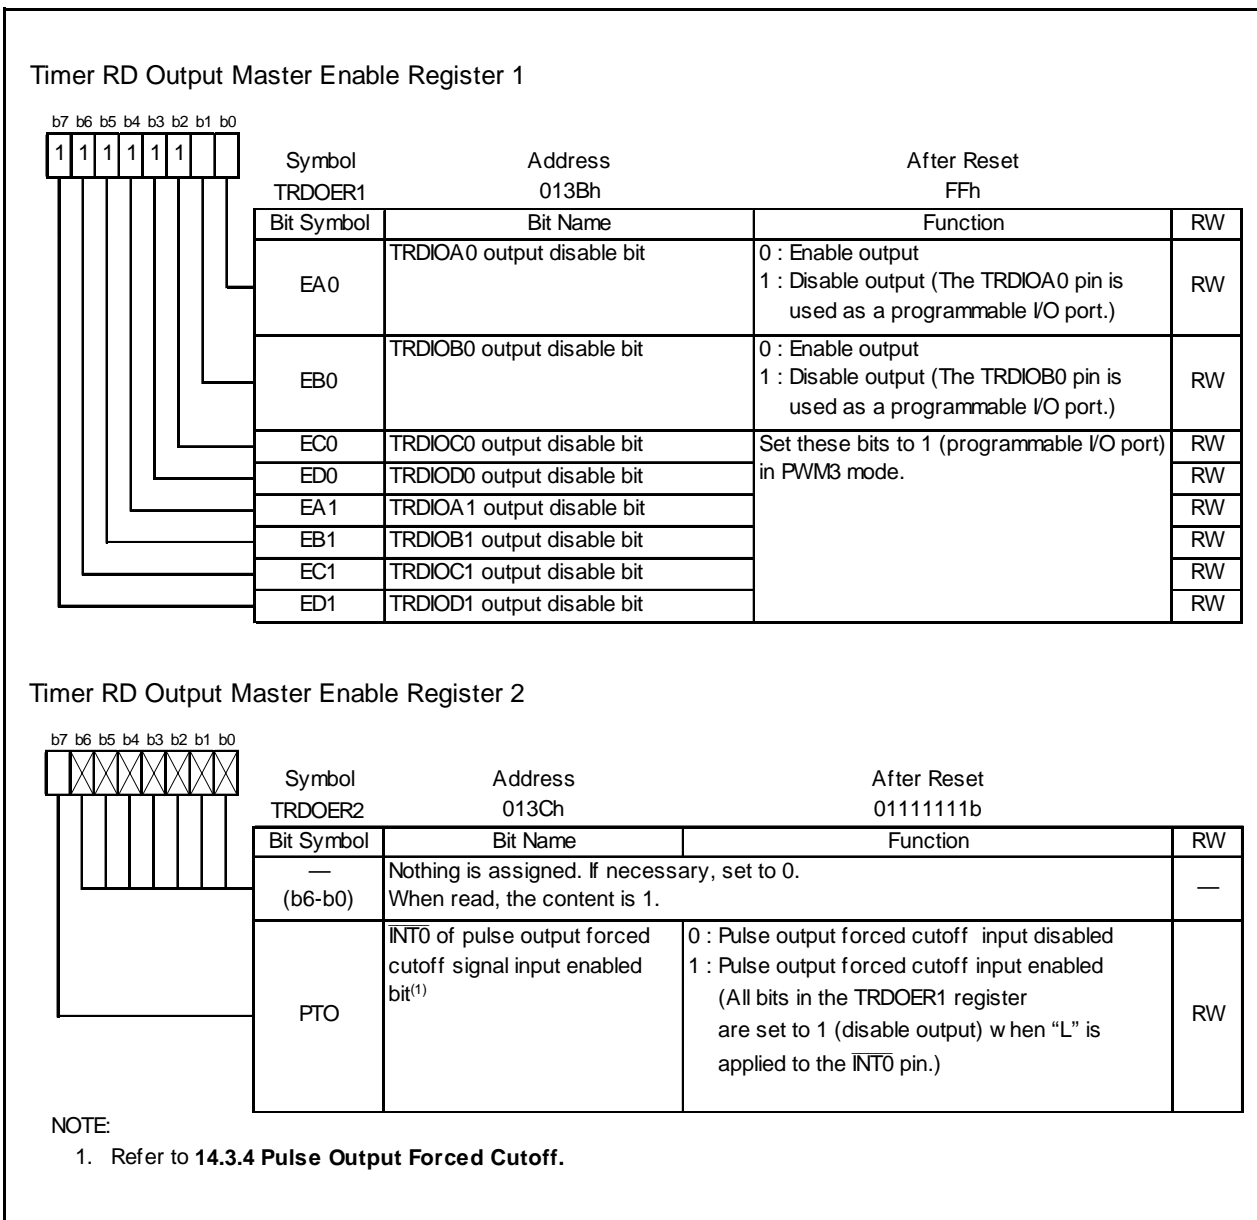 Timer RD Output Master Enable Register 1
b7 b6 b5 b4 b3 b2 b1 b0
1 1 1 1 1 1
Symbol Address After Reset
TRDOER1 013Bh FFh
Bit Symbol Bit Name Function RW
EA0 TRDIOA0 output disable bit 0 : Enable output
1 : Disable output (The TRDIOA0 pin is
used as a programmable I/O port.) RW
EB0 TRDIOB0 output disable bit 0 : Enable output
1 : Disable output (The TRDIOB0 pin is
used as a programmable I/O port.) RW
EC0 TRDIOC0 output disable bit Set these bits to 1 (programmable I/O port) RW
ED0 TRDIOD0 output disable bit in PWM3 mode. RW
EA1 TRDIOA1 output disable bit RW
EB1 TRDIOB1 output disable bit RW
EC1 TRDIOC1 output disable bit RW
ED1 TRDIOD1 output disable bit RW
Timer RD Output Master Enable Register 2
b7 b6 b5 b4 b3 b2 b1 b0
Symbol Address After Reset
TRDOER2 013Ch 01111111b
Bit Symbol Bit Name Function RW
— Nothing is assigned. If necessary, set to 0. —
(b6-b0) When read, the content is 1.
INT0 of pulse output forced 0 : Pulse output forced cutoff input disabled
cutoff signal input enabled 1 : Pulse output forced cutoff input enabled
bit(1) (All bits in the TRDOER1 register
PTO are set to 1 (disable output) when “L” is RW
applied to the INT0 pin.)
NOTE:
1. Refer to 14.3.4 Pulse Output Forced Cutoff.